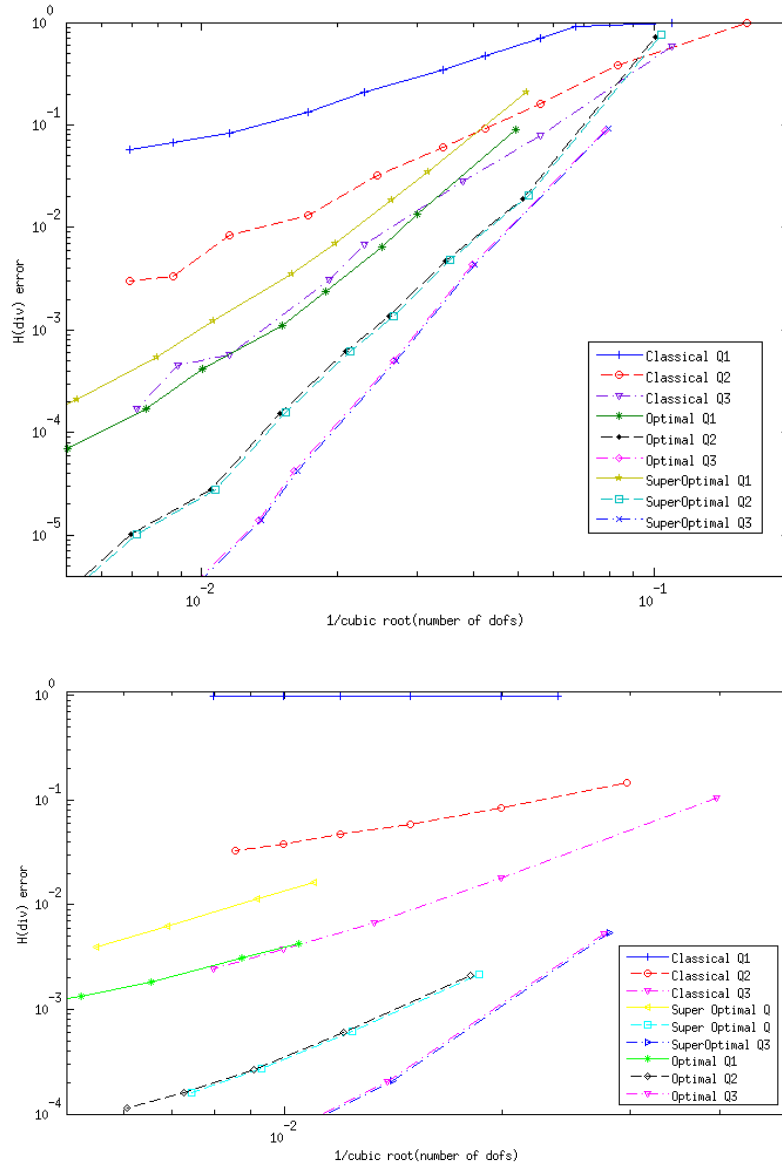 10^0
10^-1
10^-2
10^-3
10^-4
10^-5
H(div) error
10^-2
10^-1
1/cubic root(number of dofs)
Classical Q1
Classical Q2
Classical Q3
Optimal Q1
Optimal Q2
Optimal Q3
SuperOptimal Q1
SuperOptimal Q2
SuperOptimal Q3
10^0
10^-1
10^-2
10^-3
10^-4
H(div) error
10^-2
1/cubic root(number of dofs)
Classical Q1
Classical Q2
Classical Q3
Super Optimal Q
Super Optimal Q
SuperOptimal Q3
Optimal Q1
Optimal Q2
Optimal Q3